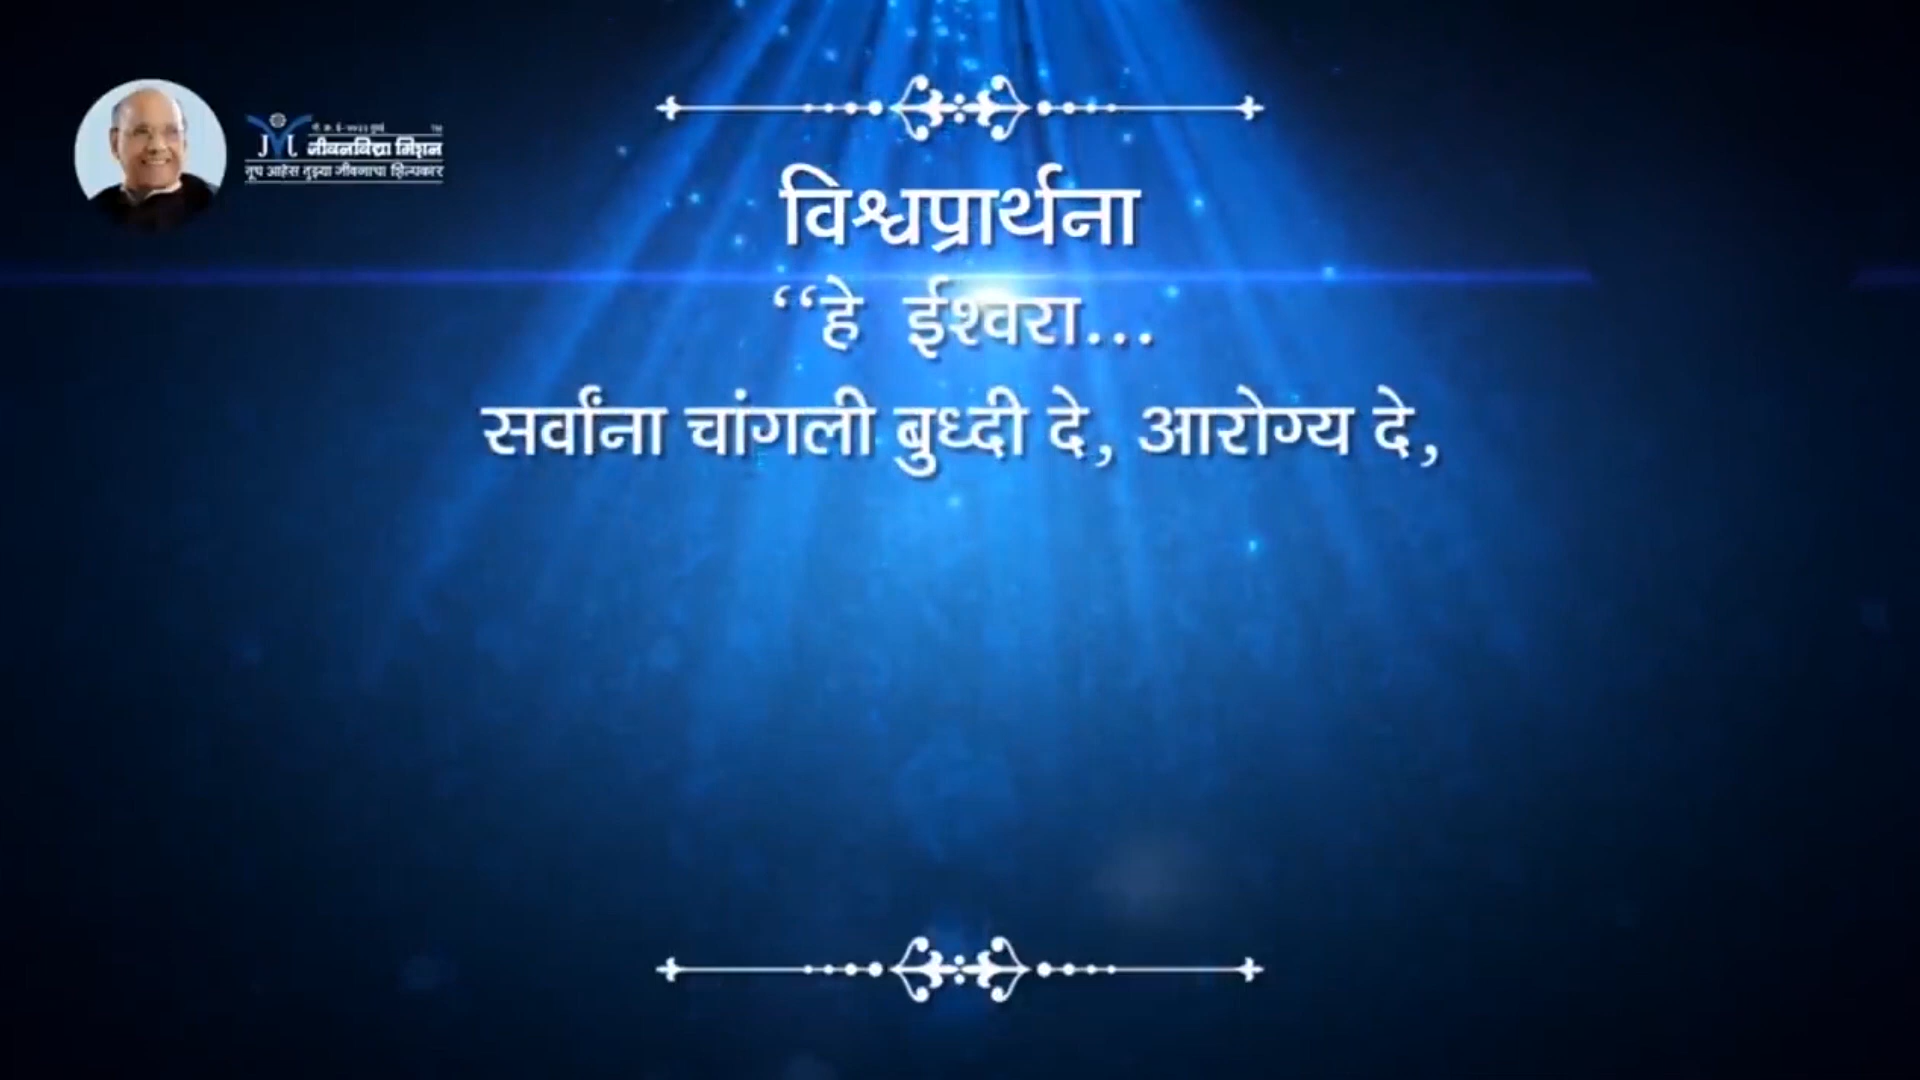 जीवनविद्या मिशन
तूच आहेस तुझ्या जीवनाचा शिल्पकार
विश्वप्रार्थना
“हे ईश्वरा...
सर्वांना चांगली बुध्दी दे, आरोग्य दे,